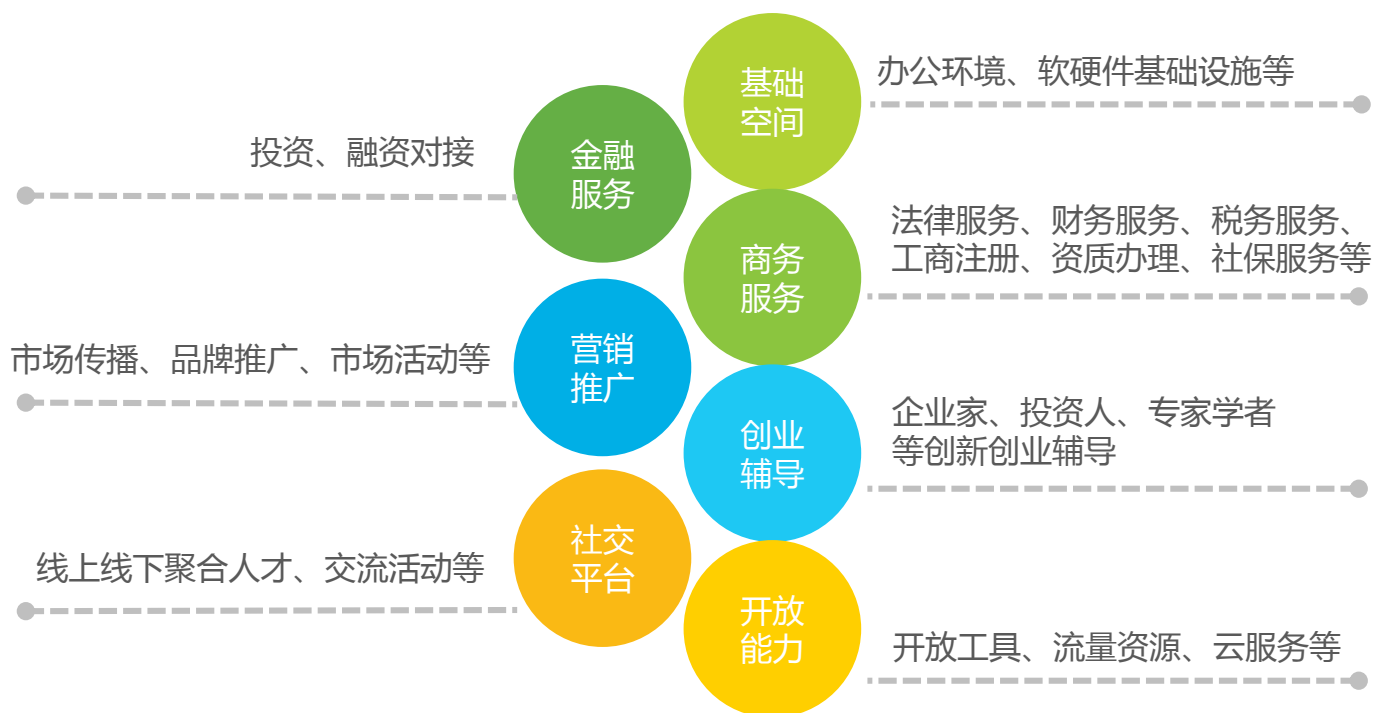 基础
空间
办公环境、软硬件基础设施等
投资、融资对接
金融
服务
商务
服务
法律服务、财务服务、税务服务、
工商注册、资质办理、社保服务等
市场传播、品牌推广、市场活动等
营销
推广
创业
辅导
企业家、投资人、专家学者
等创新创业辅导
线上线下聚合人才、交流活动等
社交
平台
开放
能力
开放工具、流量资源、云服务等